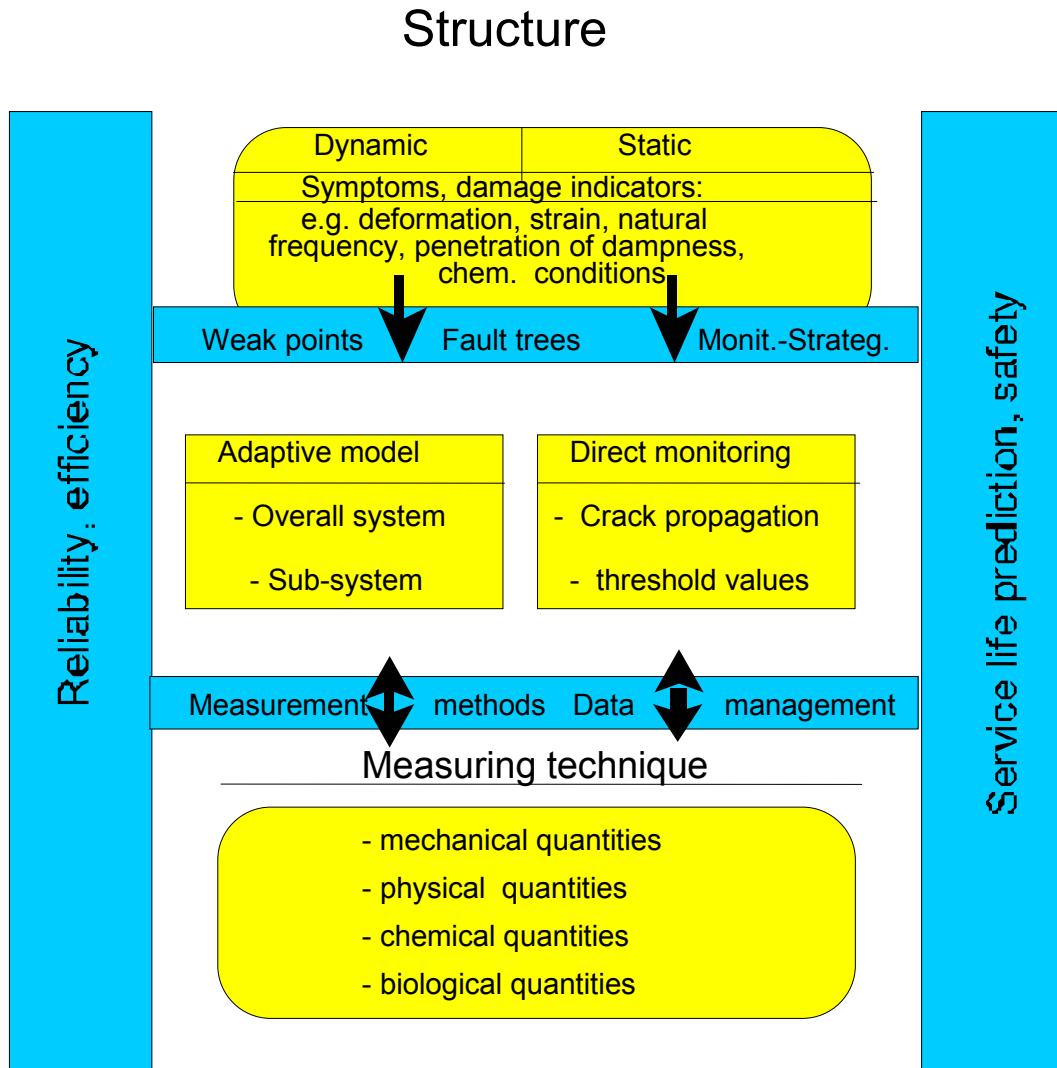 Structure
Dynamic
Static
Symptoms, damage indicators:
e.g. deformation, strain, natural
frequency, penetration of dampness,
chem. conditions
Weak points
Fault trees
Monit.-Strateg.
Adaptive model
- Overall system
- Sub-system
Direct monitoring
- Crack propagation
- threshold values
Measurement methods Data management
Measuring technique
- mechanical quantities
- physical quantities
- chemical quantities
- biological quantities
Reliability, efficiency
Service life prediction, safety